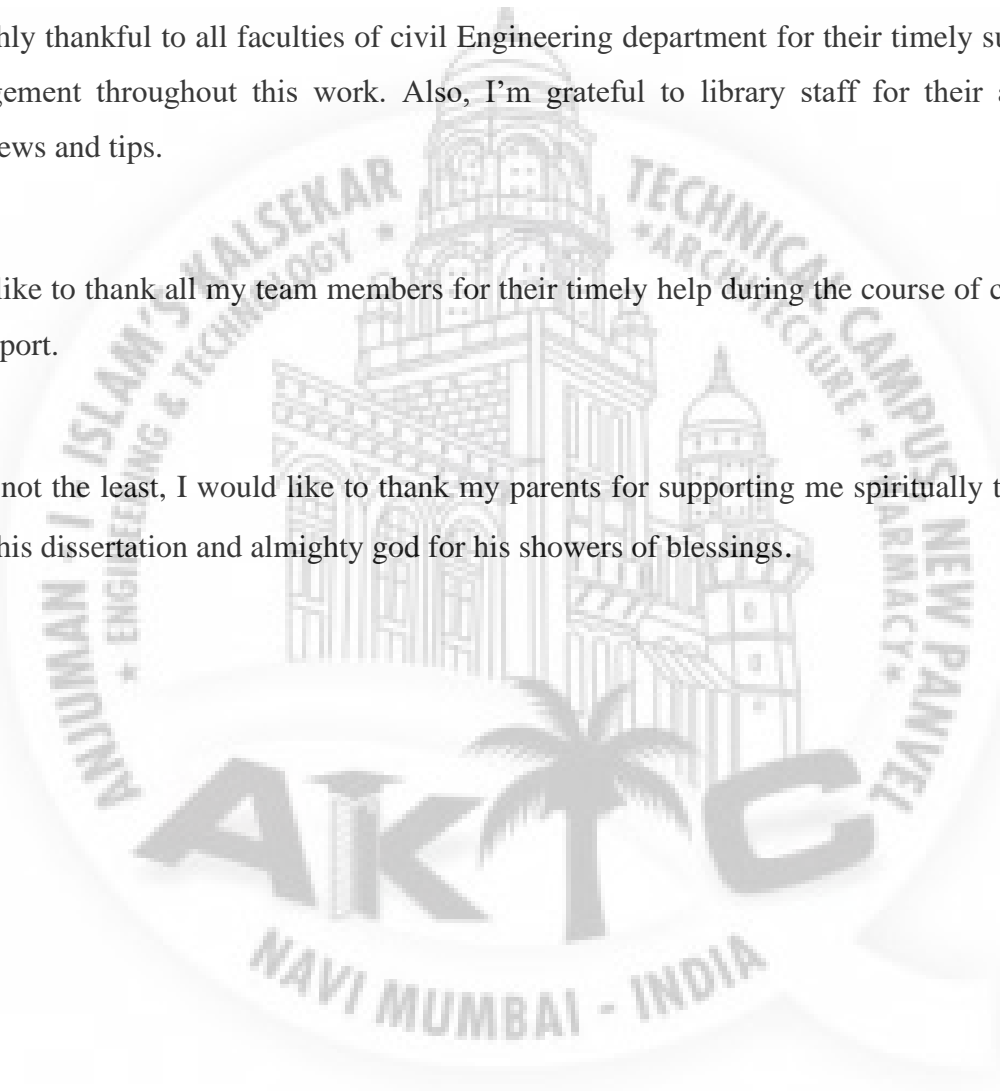 hly thankful to all faculties of civil Engineering department for their timely su
gement throughout this work. Also, I’m grateful to library staff for their a
ews and tips.
like to thank all my team members for their timely help during the course of c
port.
not the least, I would like to thank my parents for supporting me spiritually t
his dissertation and almighty god for his showers of blessings.
ANJUMAN - I - ISLAM'S KALSEKAR TECHNICAL CAMPUS NEW PANVEL
* ENGINEERING & TECHNOLOGY * *ARCHITECTURE * PHARMACY*
AKTC
NAVI MUMBAI - INDIA